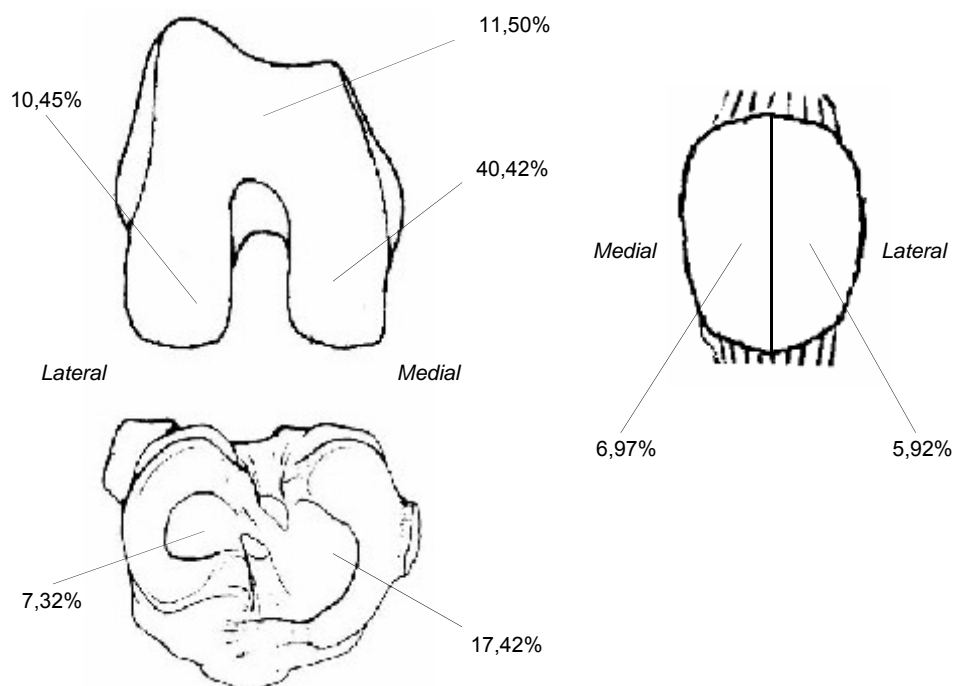 11,50%
10,45%
40,42%
Medial
Lateral
Lateral
Medial
6,97%
5,92%
7,32%
17,42%